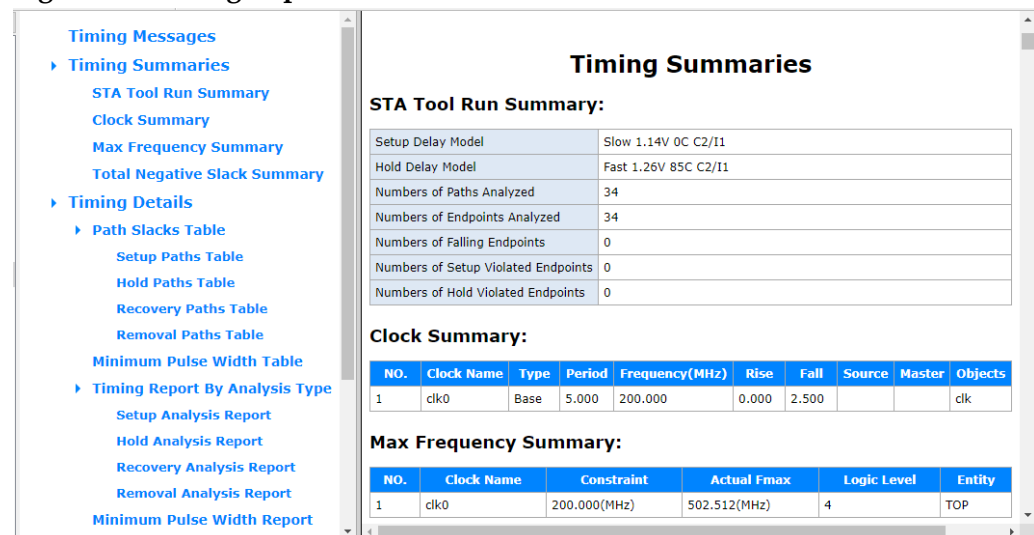 Timing Messages
Timing Summaries
STA Tool Run Summary
Clock Summary
Max Frequency Summary
Total Negative Slack Summary
Timing Details
Path Slacks Table
Setup Paths Table
Hold Paths Table
Recovery Paths Table
Removal Paths Table
Minimum Pulse Width Table
Timing Report By Analysis Type
Setup Analysis Report
Hold Analysis Report
Recovery Analysis Report
Removal Analysis Report
Minimum Pulse Width Report
Timing Summaries
STA Tool Run Summary:
Setup Delay Model Slow 1.14V 0C C2/I1
Hold Delay Model Fast 1.26V 85C C2/I1
Numbers of Paths Analyzed 34
Numbers of Endpoints Analyzed 34
Numbers of Falling Endpoints 0
Numbers of Setup Violated Endpoints 0
Numbers of Hold Violated Endpoints 0
Clock Summary:
NO. Clock Name Type Period Frequency(MHz) Rise Fall Source Master Objects
1 clk0 Base 5.000 200.000 0.000 2.500 clk
Max Frequency Summary:
NO. Clock Name Constraint Actual Fmax Logic Level Entity
1 clk0 200.000(MHz) 502.512(MHz) 4 TOP